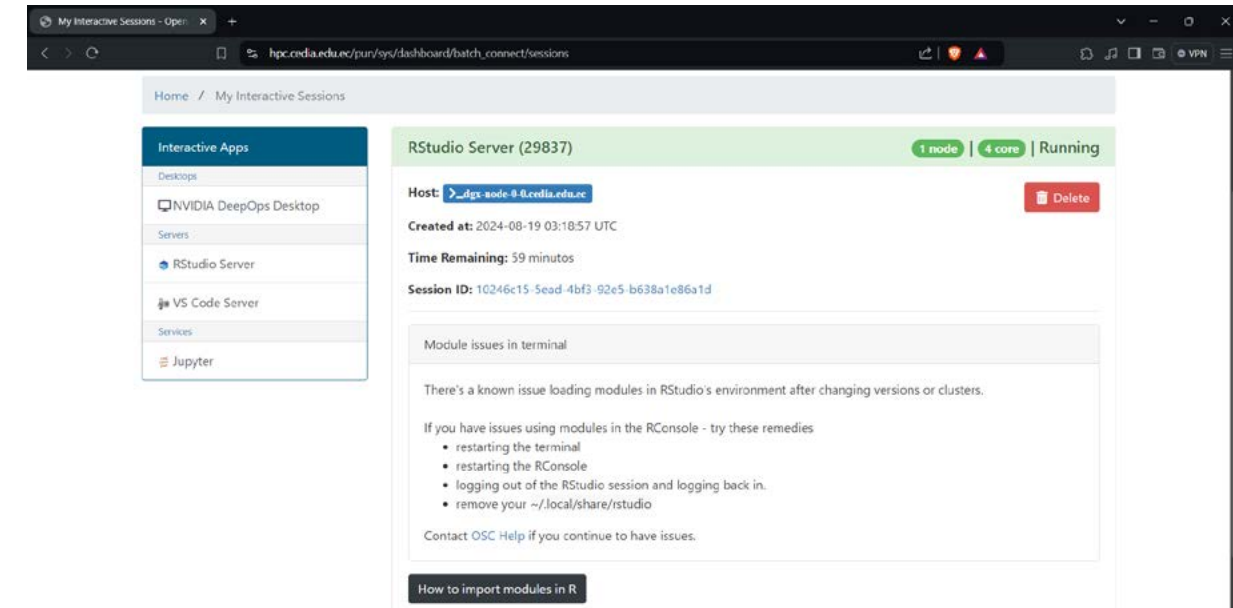 My Interactive Sessions - Open
hpc.cedia.edu.ec/pun/sys/dashboard/batch_connect/sessions
VPN
Home / My Interactive Sessions
Interactive Apps
Desktops
NVIDIA DeepOps Desktop
Servers
RStudio Server
VS Code Server
Services
Jupyter
RStudio Server (29837)
1 node | 4 core | Running
Host: >_dgx-node-0-0.cedia.edu.ec
Delete
Created at: 2024-08-19 03:18:57 UTC
Time Remaining: 59 minutos
Session ID: 10246c15-5ead-4bf3-92e5-b638a1e86a1d
Module issues in terminal
There's a known issue loading modules in RStudio's environment after changing versions or clusters.
If you have issues using modules in the RConsole - try these remedies
• restarting the terminal
• restarting the RConsole
• logging out of the RStudio session and logging back in.
• remove your ~/.local/share/rstudio
Contact OSC Help if you continue to have issues.
How to import modules in R